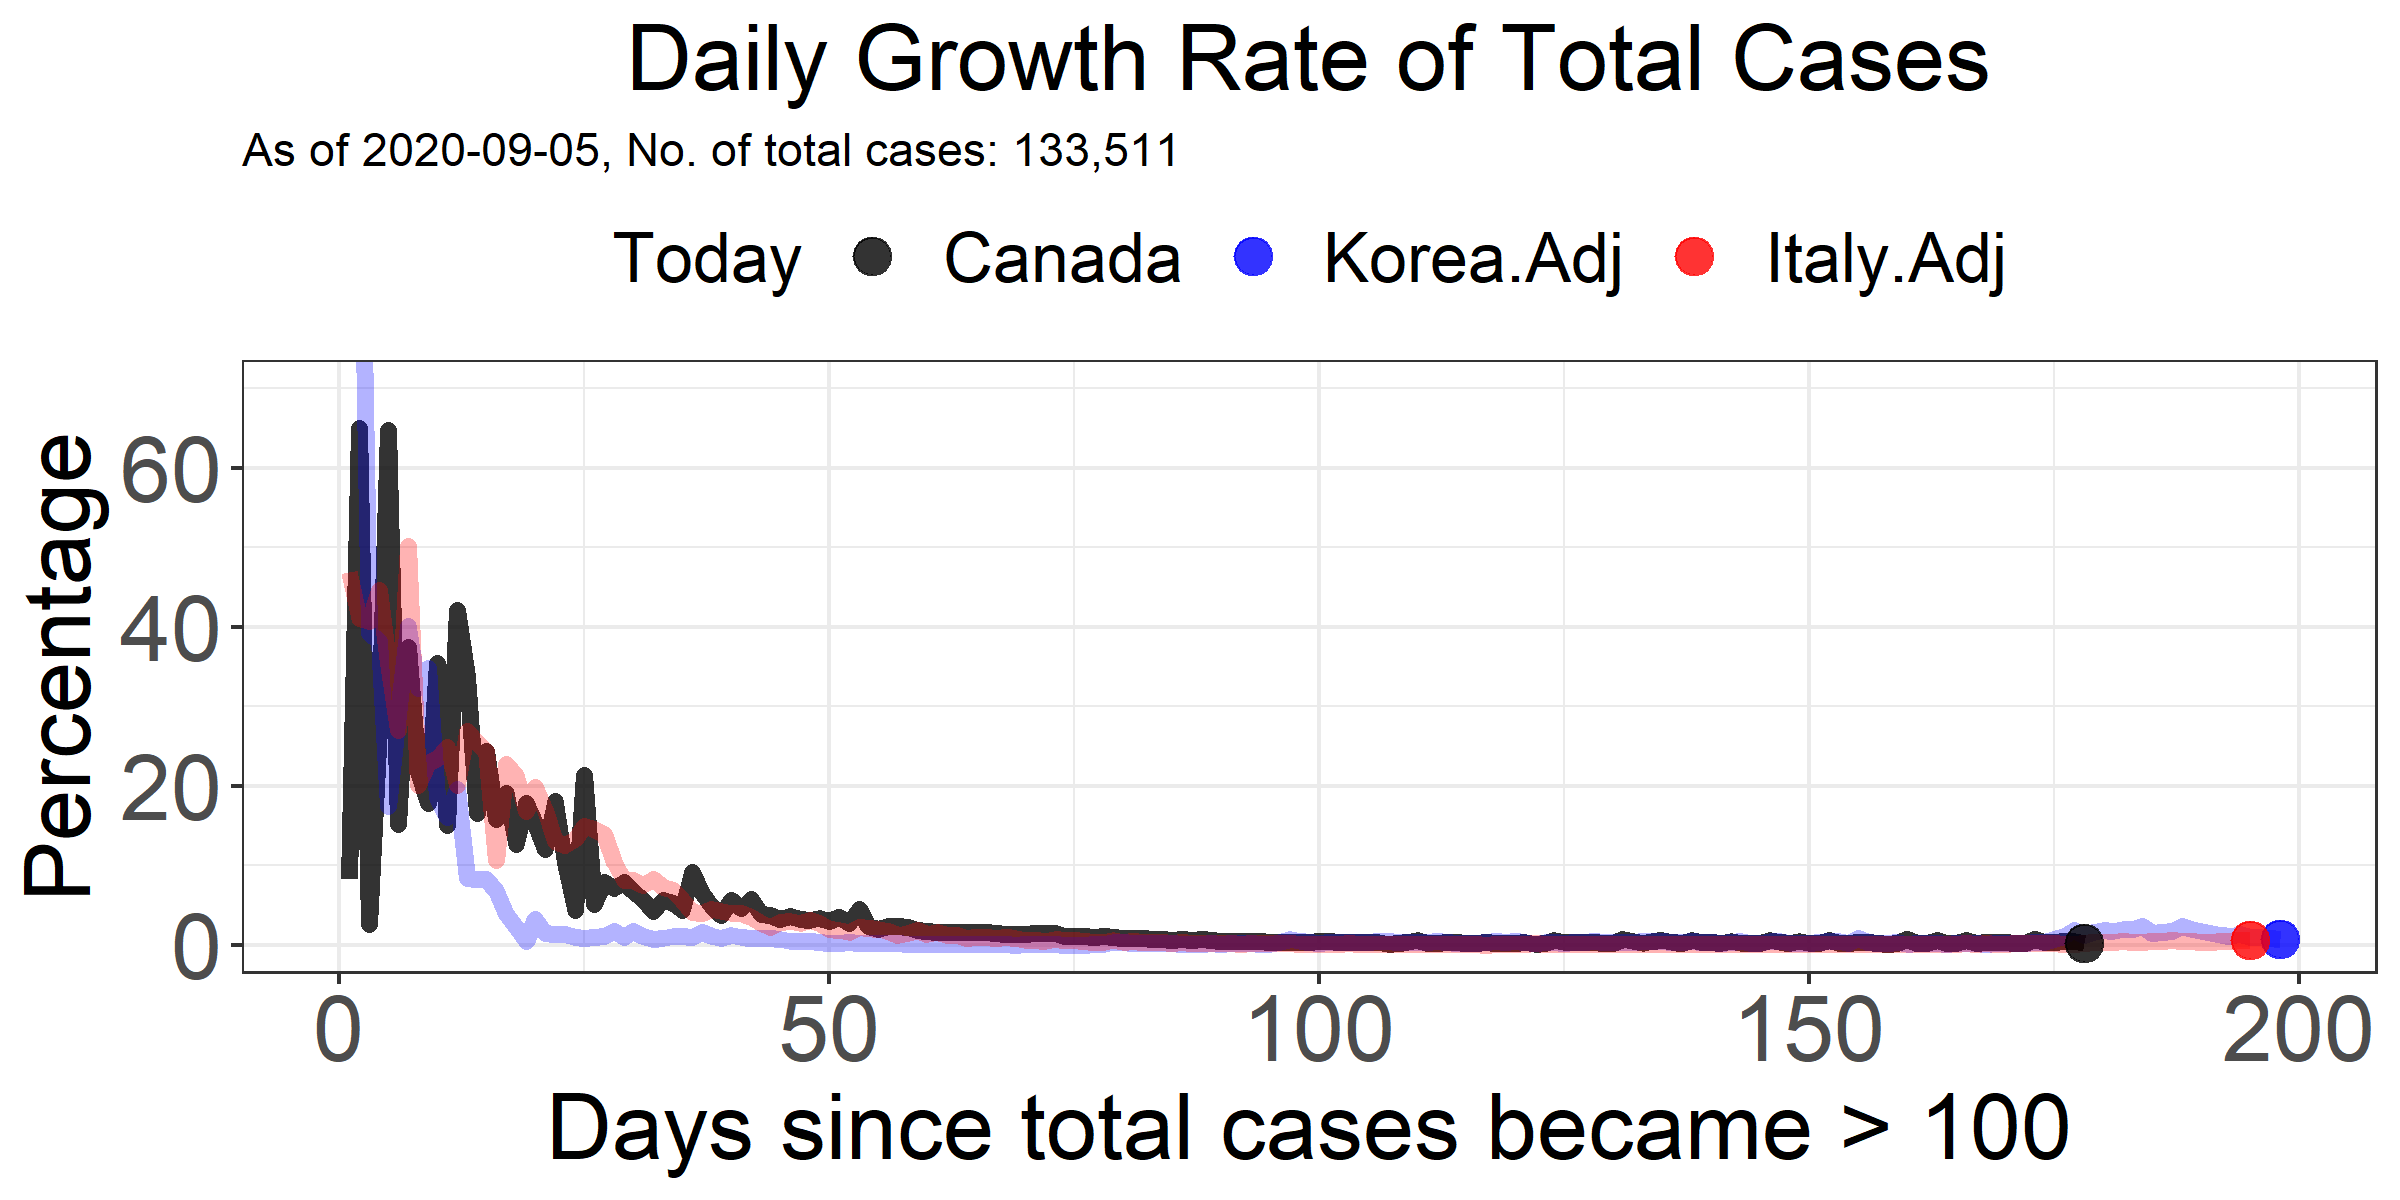 Daily Growth Rate of Total Cases
As of 2020-09-05, No. of total cases: 133,511
Today Canada Korea.Adj Italy.Adj
Percentage
60
40
20
0
0 50 100 150 200
Days since total cases became > 100